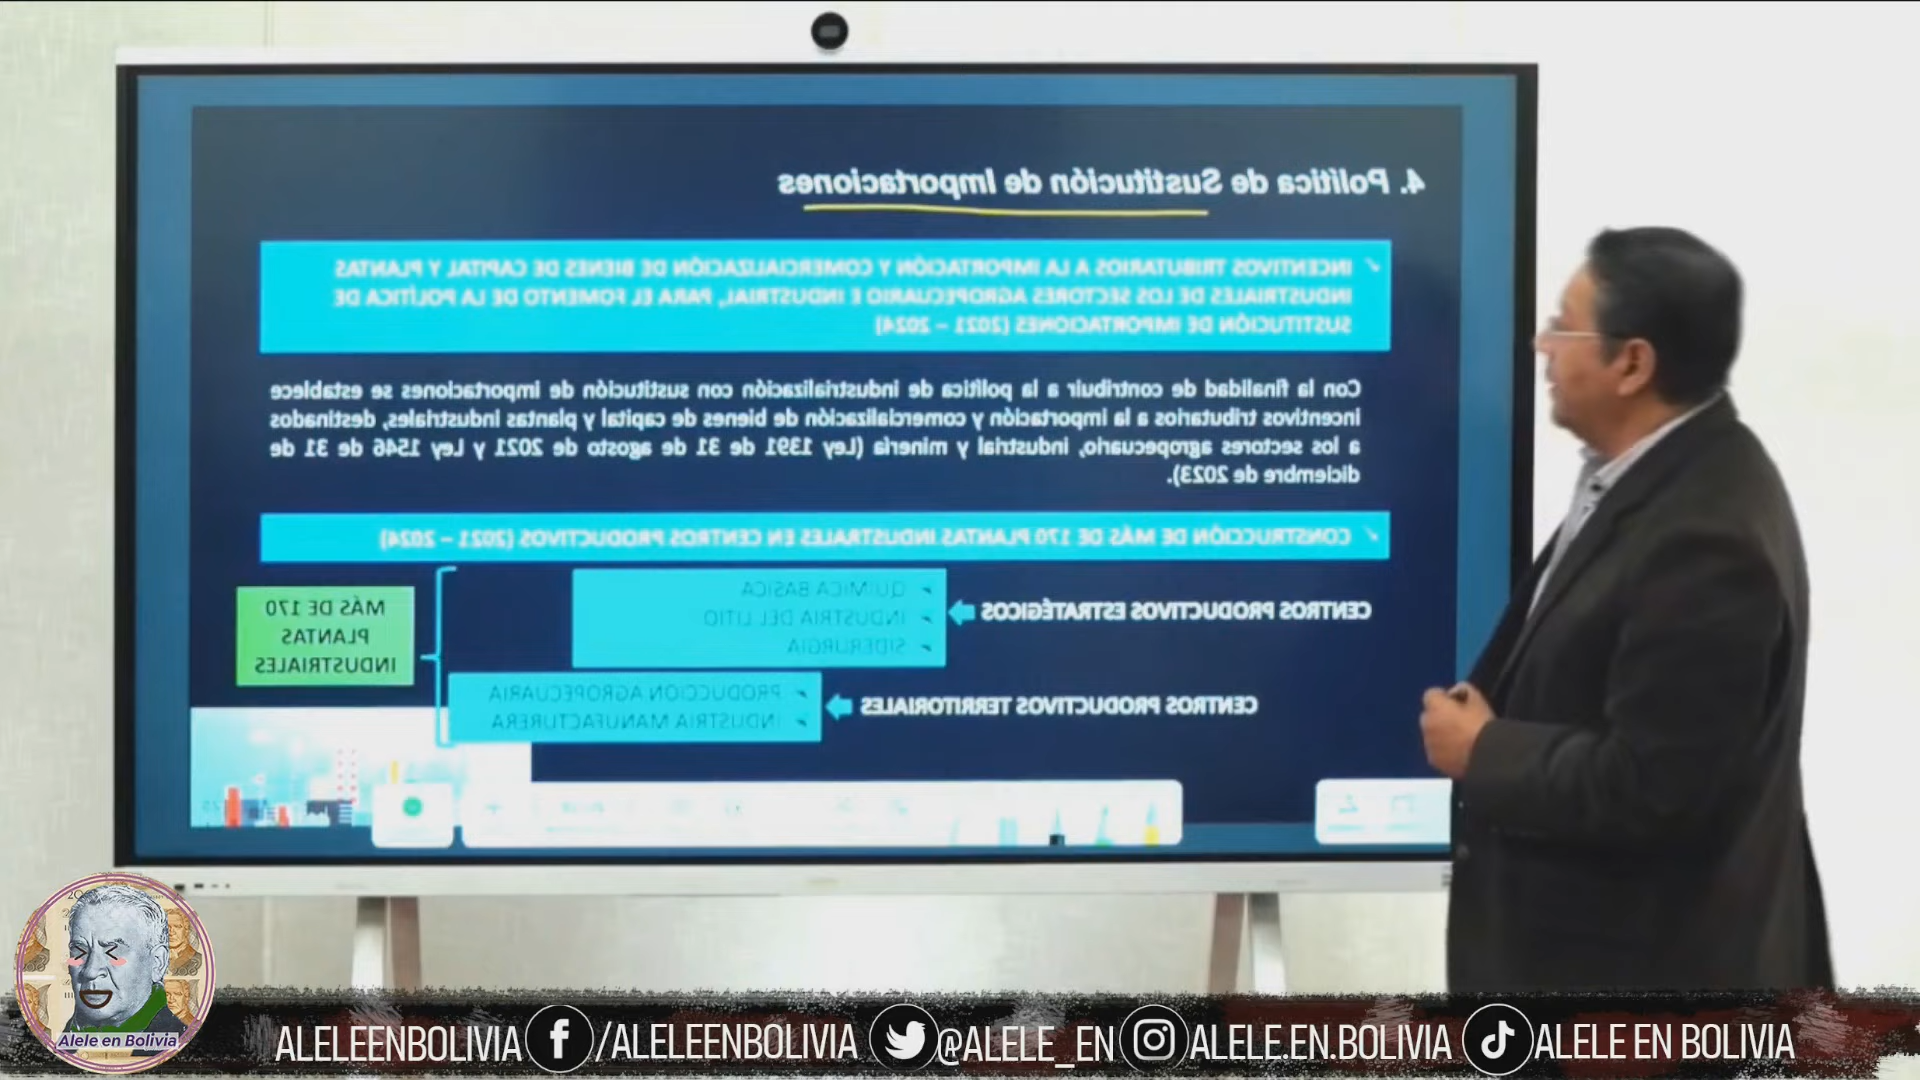 4. Política de Sustitución de Importaciones
✓ INCENTIVOS TRIBUTARIOS A LA IMPORTACIÓN Y COMERCIALIZACIÓN DE BIENES DE CAPITAL Y PLANTAS
INDUSTRIALES DE LOS SECTORES AGROPECUARIO E INDUSTRIAL, PARA EL FOMENTO DE LA POLÍTICA DE
SUSTITUCIÓN DE IMPORTACIONES (2021 – 2024)
Con la finalidad de contribuir a la política de industrialización con sustitución de importaciones se establece
incentivos tributarios a la importación y comercialización de bienes de capital y plantas industriales, destinados
a los sectores agropecuario, industrial y minería (Ley 1391 de 31 de agosto de 2021 y Ley 1546 de 31 de
diciembre de 2023).
✓ CONSTRUCCIÓN DE MÁS DE 170 PLANTAS INDUSTRIALES EN CENTROS PRODUCTIVOS (2021 – 2024)
CENTROS PRODUCTIVOS ESTRATÉGICOS
QUIMICA BASICA
INDUSTRIA DEL LITIO
SIDERURGIA
CENTROS PRODUCTIVOS TERRITORIALES
PRODUCCION AGROPECUARIA
INDUSTRIA MANUFACTURERA
MÁS DE 170
PLANTAS
INDUSTRIALES
Alele en Bolivia
ALELEENBOLIVIA /ALELEENBOLIVIA @ALELE_EN ALELE.EN.BOLIVIA ALELE EN BOLIVIA